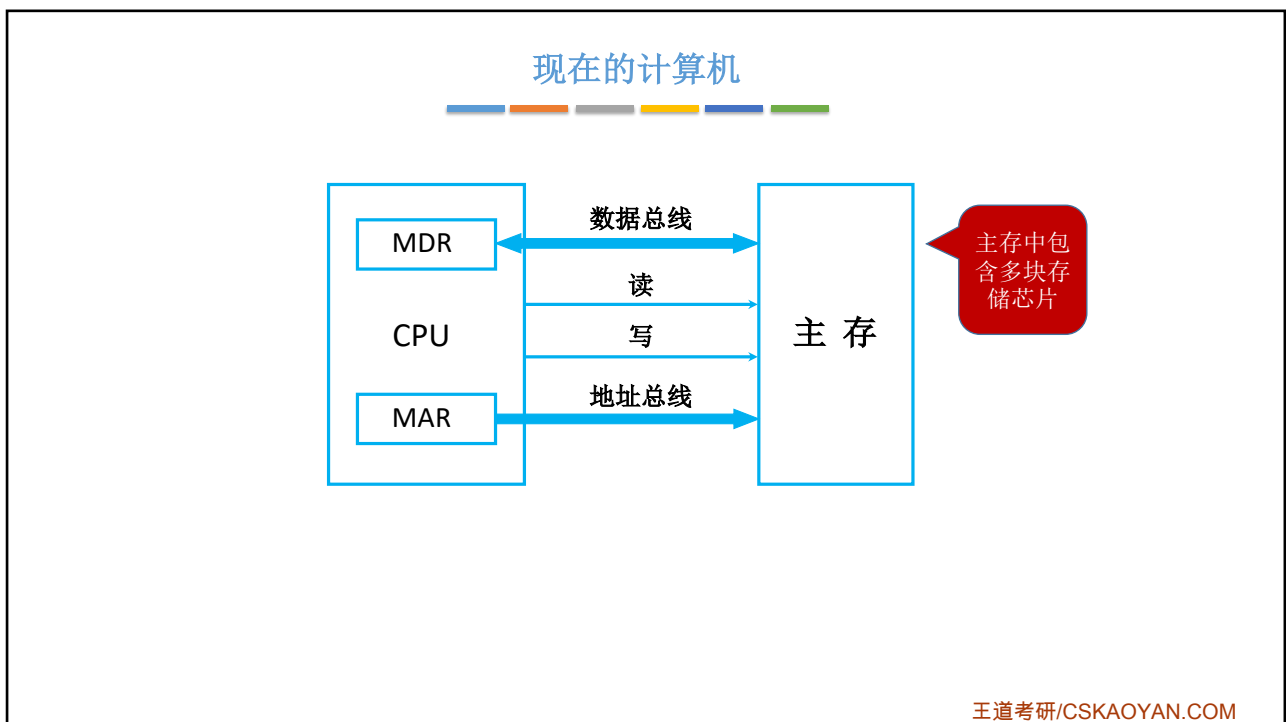 现在的计算机
MDR
数据总线
读
CPU
写
主 存
地址总线
MAR
主存中包
含多块存
储芯片
王道考研/CSKAOYAN.COM